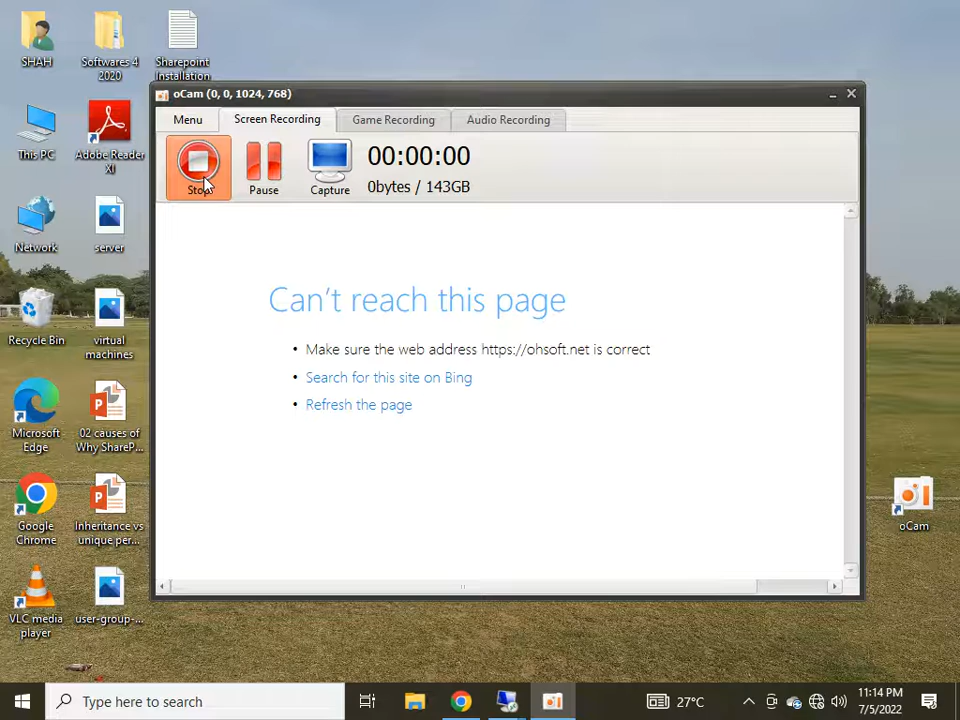 SHAH
Softwares 4
2020
Sharepoint
Installation
This PC
Adobe Reader
XI
Network
server
Recycle Bin
virtual
machines
Microsoft
Edge
02 causes of
Why ShareP...
Google
Chrome
Inheritance vs
unique per...
VLC media
player
user-group-...
oCam (0, 0, 1024, 768)
Menu
Screen Recording
Game Recording
Audio Recording
Stop
Pause
Capture
00:00:00
0bytes / 143GB
Can't reach this page
• Make sure the web address https://ohsoft.net is correct
• Search for this site on Bing
• Refresh the page
oCam
Type here to search
27°C
11:14 PM
7/5/2022